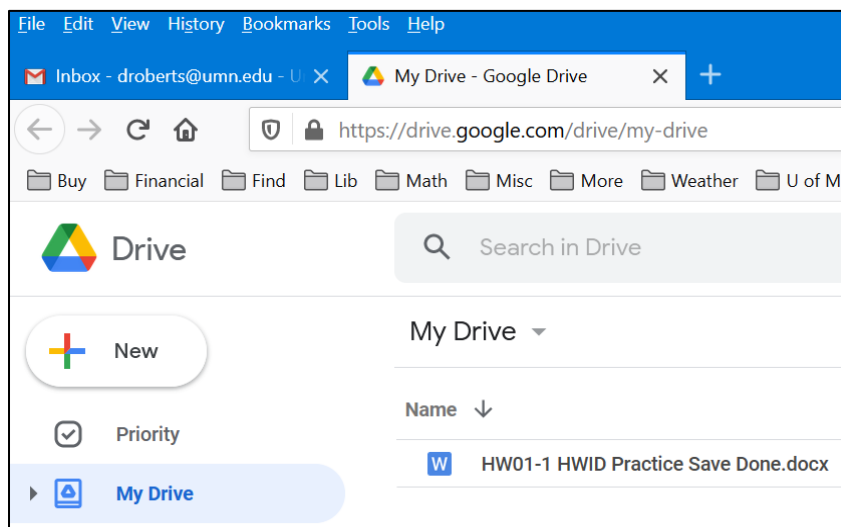 File Edit View History Bookmarks Tools Help
Inbox - droberts@umn.edu - U My Drive - Google Drive
https://drive.google.com/drive/my-drive
Buy Financial Find Lib Math Misc More Weather U of M
Drive Search in Drive
New My Drive
Name
Priority
W HW01-1 HWID Practice Save Done.docx
My Drive